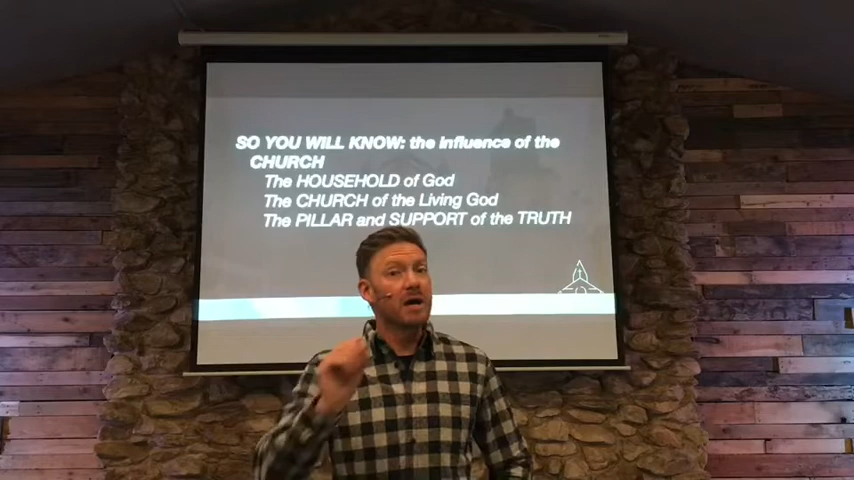 SO YOU WILL KNOW: the Influence of the
CHURCH
The HOUSEHOLD of God
The CHURCH of the Living God
The PILLAR and SUPPORT of the TRUTH